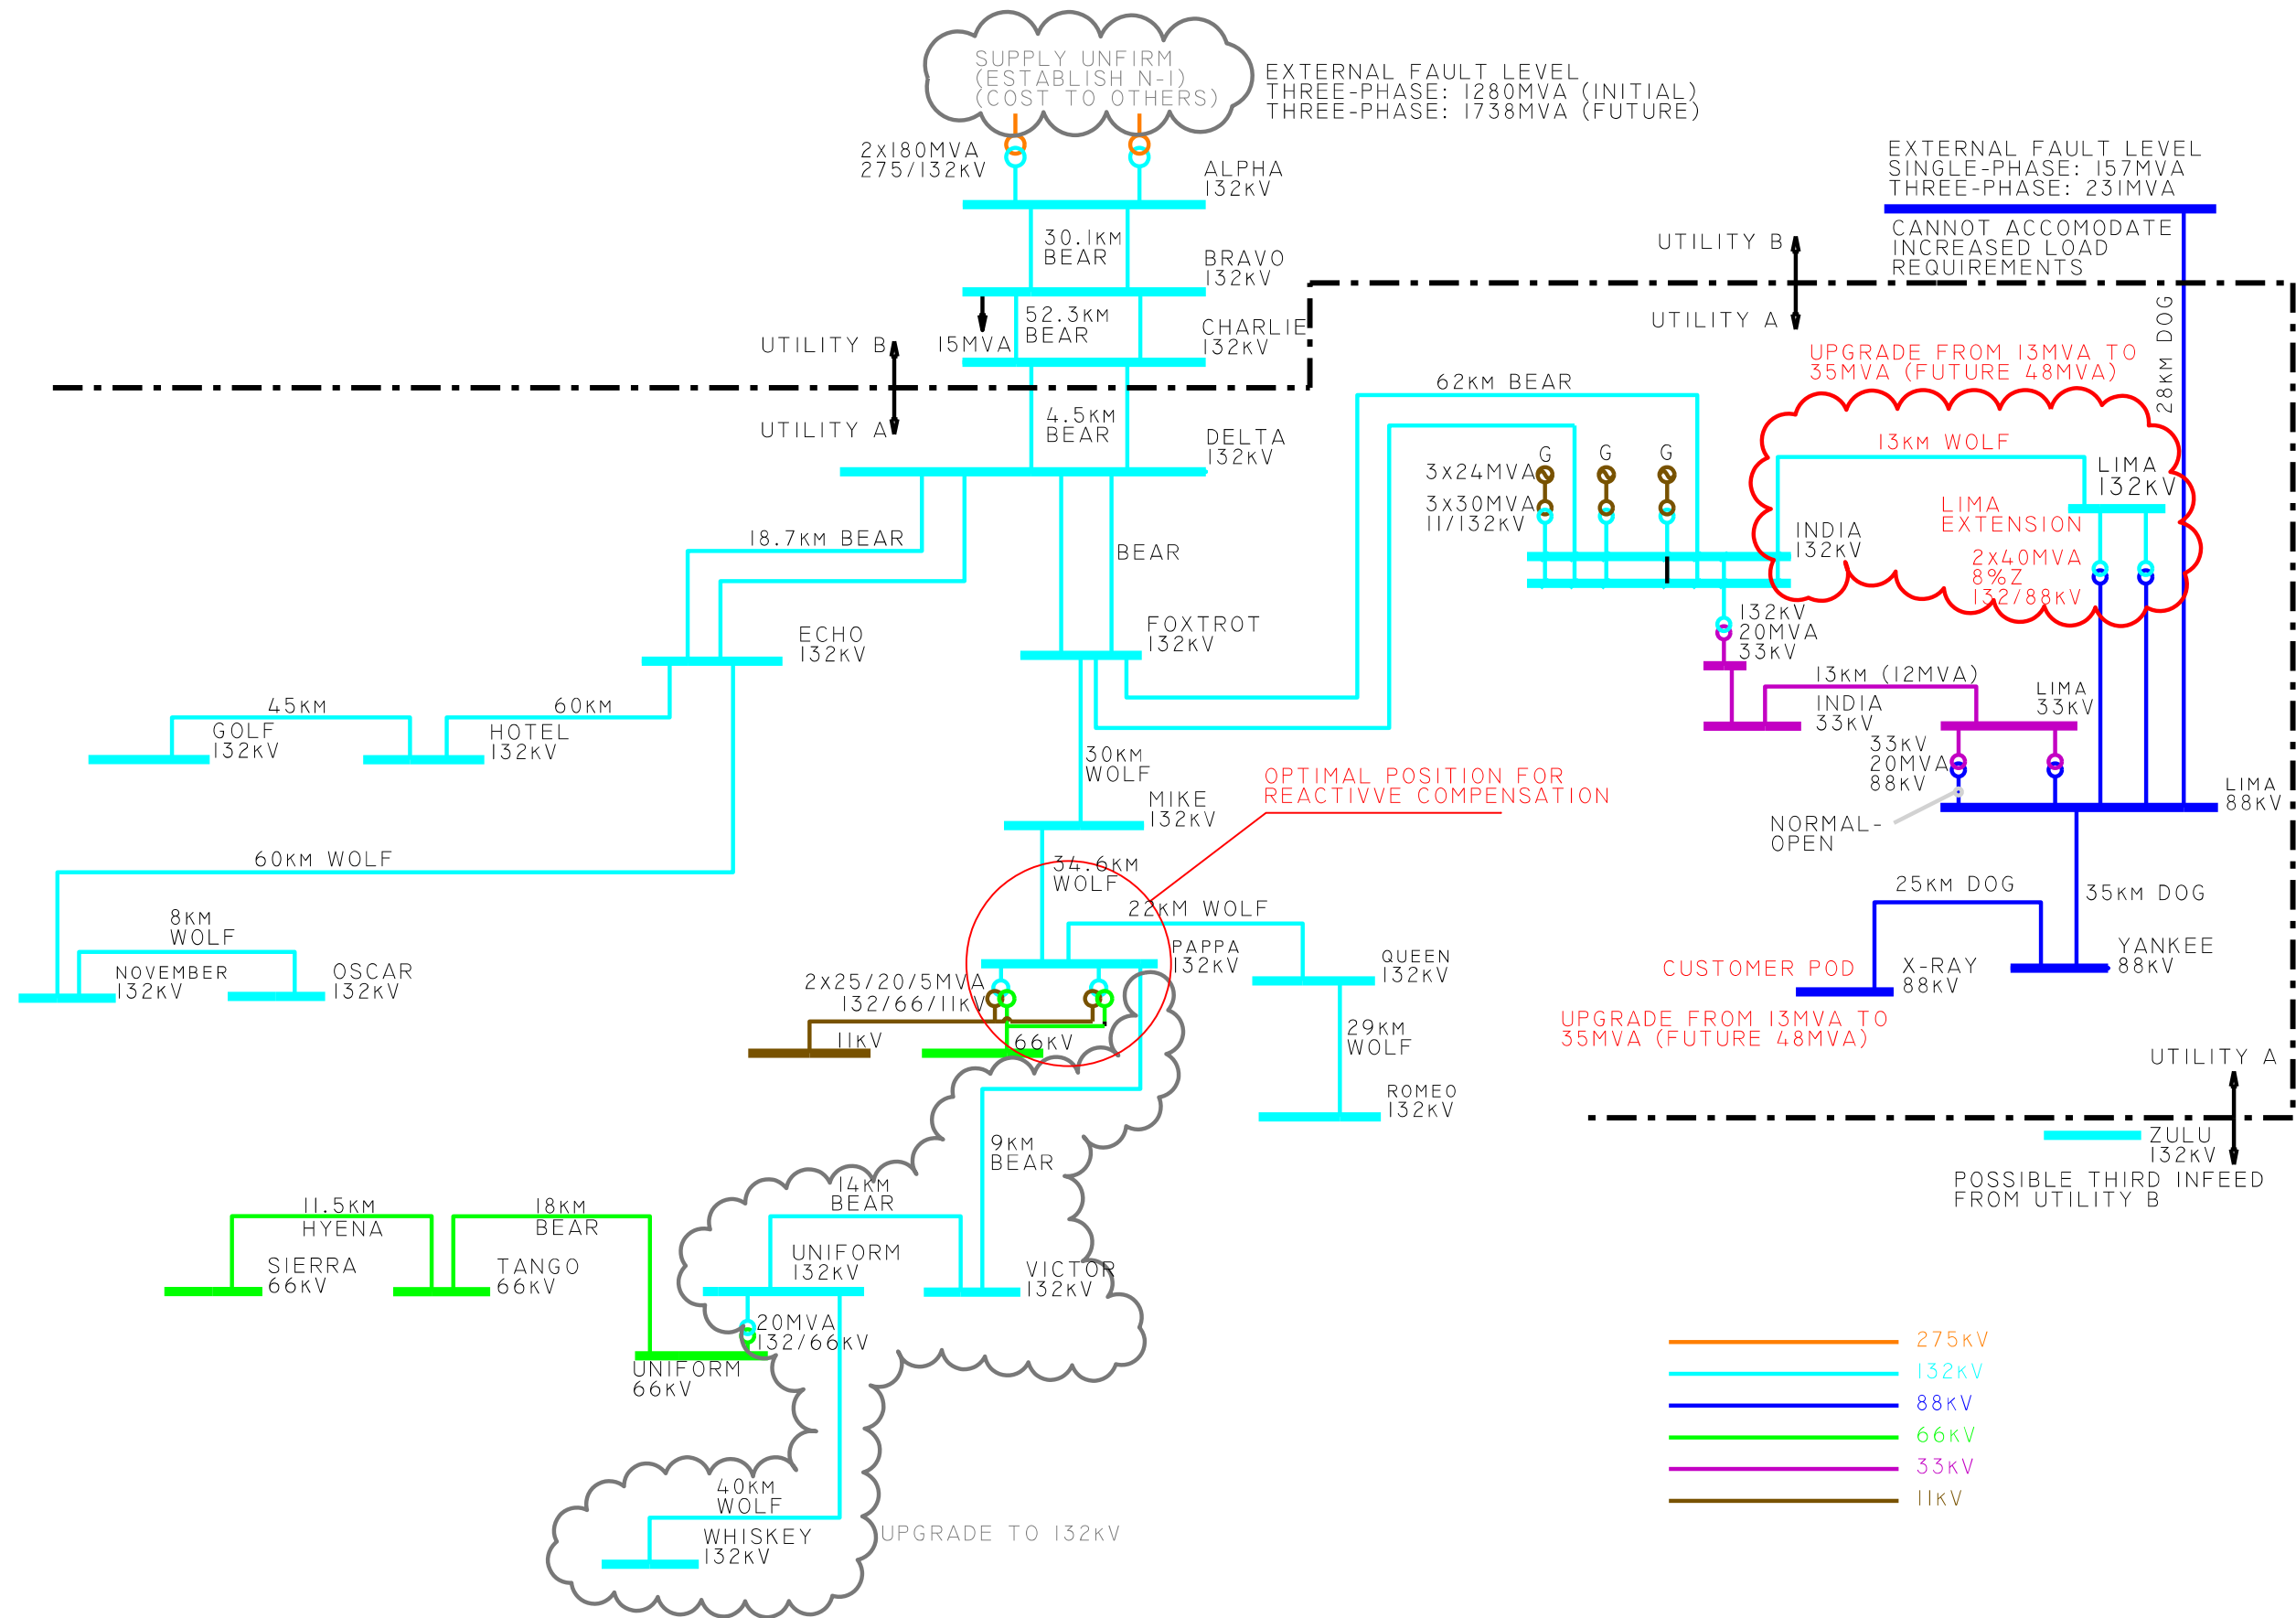 SUPPLY UNFIRM
(ESTABLISH N-1)
(COST TO OTHERS)
EXTERNAL FAULT LEVEL
THREE-PHASE: 1280MVA (INITIAL)
THREE-PHASE: 1738MVA (FUTURE)
2x180MVA
275/132kV
ALPHA
132kV
EXTERNAL FAULT LEVEL
SINGLE-PHASE: 157MVA
THREE-PHASE: 231MVA
CANNOT ACCOMODATE
INCREASED LOAD
REQUIREMENTS
30.1kM
BEAR
BRAVO
132kV
UTILITY B
UTILITY A
52.3kM
BEAR
15MVA
CHARLIE
132kV
UTILITY B
UTILITY A
28kM DOG
UPGRADE FROM 13MVA TO
35MVA (FUTURE 48MVA)
4.5kM
BEAR
DELTA
132kV
62kM BEAR
13kM WOLF
LIMA
132kV
G
G
G
3x24MVA
3x30MVA
11/132kV
INDIA
132kV
LIMA
EXTENSION
2x40MVA
8%Z
132/88kV
18.7kM BEAR
BEAR
ECHO
132kV
FOXTROT
132kV
132kV
20MVA
33kV
13kM (12MVA)
INDIA
33kV
LIMA
33kV
45kM
60kM
GOLF
132kV
HOTEL
132kV
30kM
WOLF
33kV
20MVA
88kV
OPTIMAL POSITION FOR
REACTIVVE COMPENSATION
MIKE
132kV
NORMAL-
OPEN
LIMA
88kV
60kM WOLF
34.6kM
WOLF
22kM WOLF
25kM DOG
35kM DOG
8kM
WOLF
NOVEMBER
132kV
OSCAR
132kV
PAPPA
132kV
2x25/20/5MVA
132/66/11kV
QUEEN
132kV
CUSTOMER POD
X-RAY
88kV
YANKEE
88kV
11kV
66kV
29kM
WOLF
UPGRADE FROM 13MVA TO
35MVA (FUTURE 48MVA)
UTILITY A
ROMEO
132kV
ZULU
132kV
POSSIBLE THIRD INFEED
FROM UTILITY B
9kM
BEAR
14kM
BEAR
11.5kM
HYENA
18kM
BEAR
SIERRA
66kV
TANGO
66kV
UNIFORM
132kV
VICTOR
132kV
20MVA
132/66kV
UNIFORM
66kV
275kV
132kV
88kV
66kV
33kV
11kV
40kM
WOLF
WHISKEY
132kV
UPGRADE TO 132kV